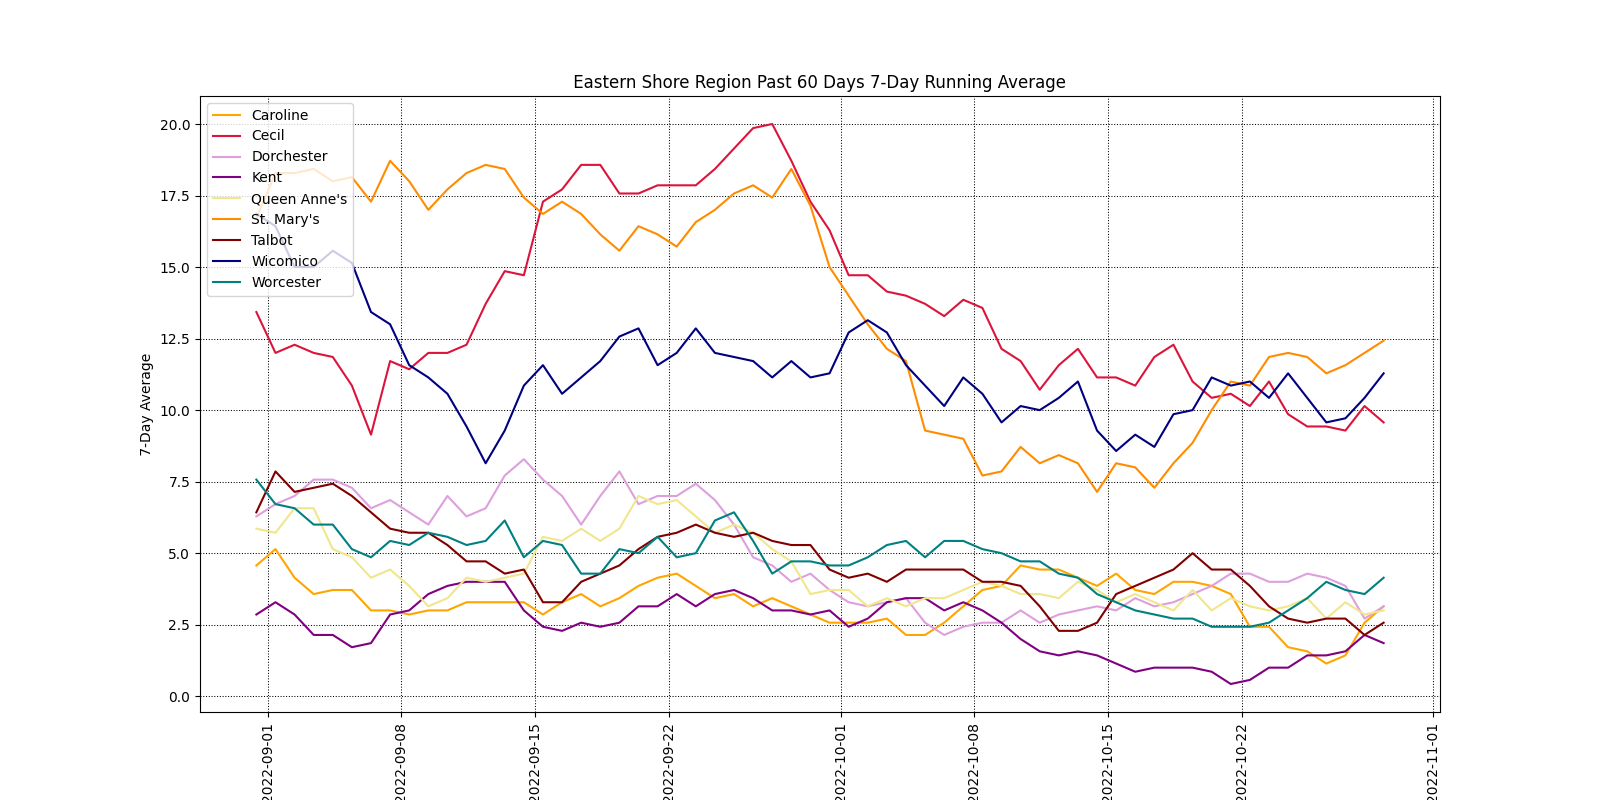 Eastern Shore Region Past 60 Days 7-Day Running Average
Caroline
Cecil
Dorchester
Kent
Queen Anne's
St. Mary's
Talbot
Wicomico
Worcester
7-Day Average
20.0
17.5
15.0
12.5
10.0
7.5
5.0
2.5
0.0
2022-09-01
2022-09-08
2022-09-15
2022-09-22
2022-10-01
2022-10-08
2022-10-15
2022-10-22
2022-11-01